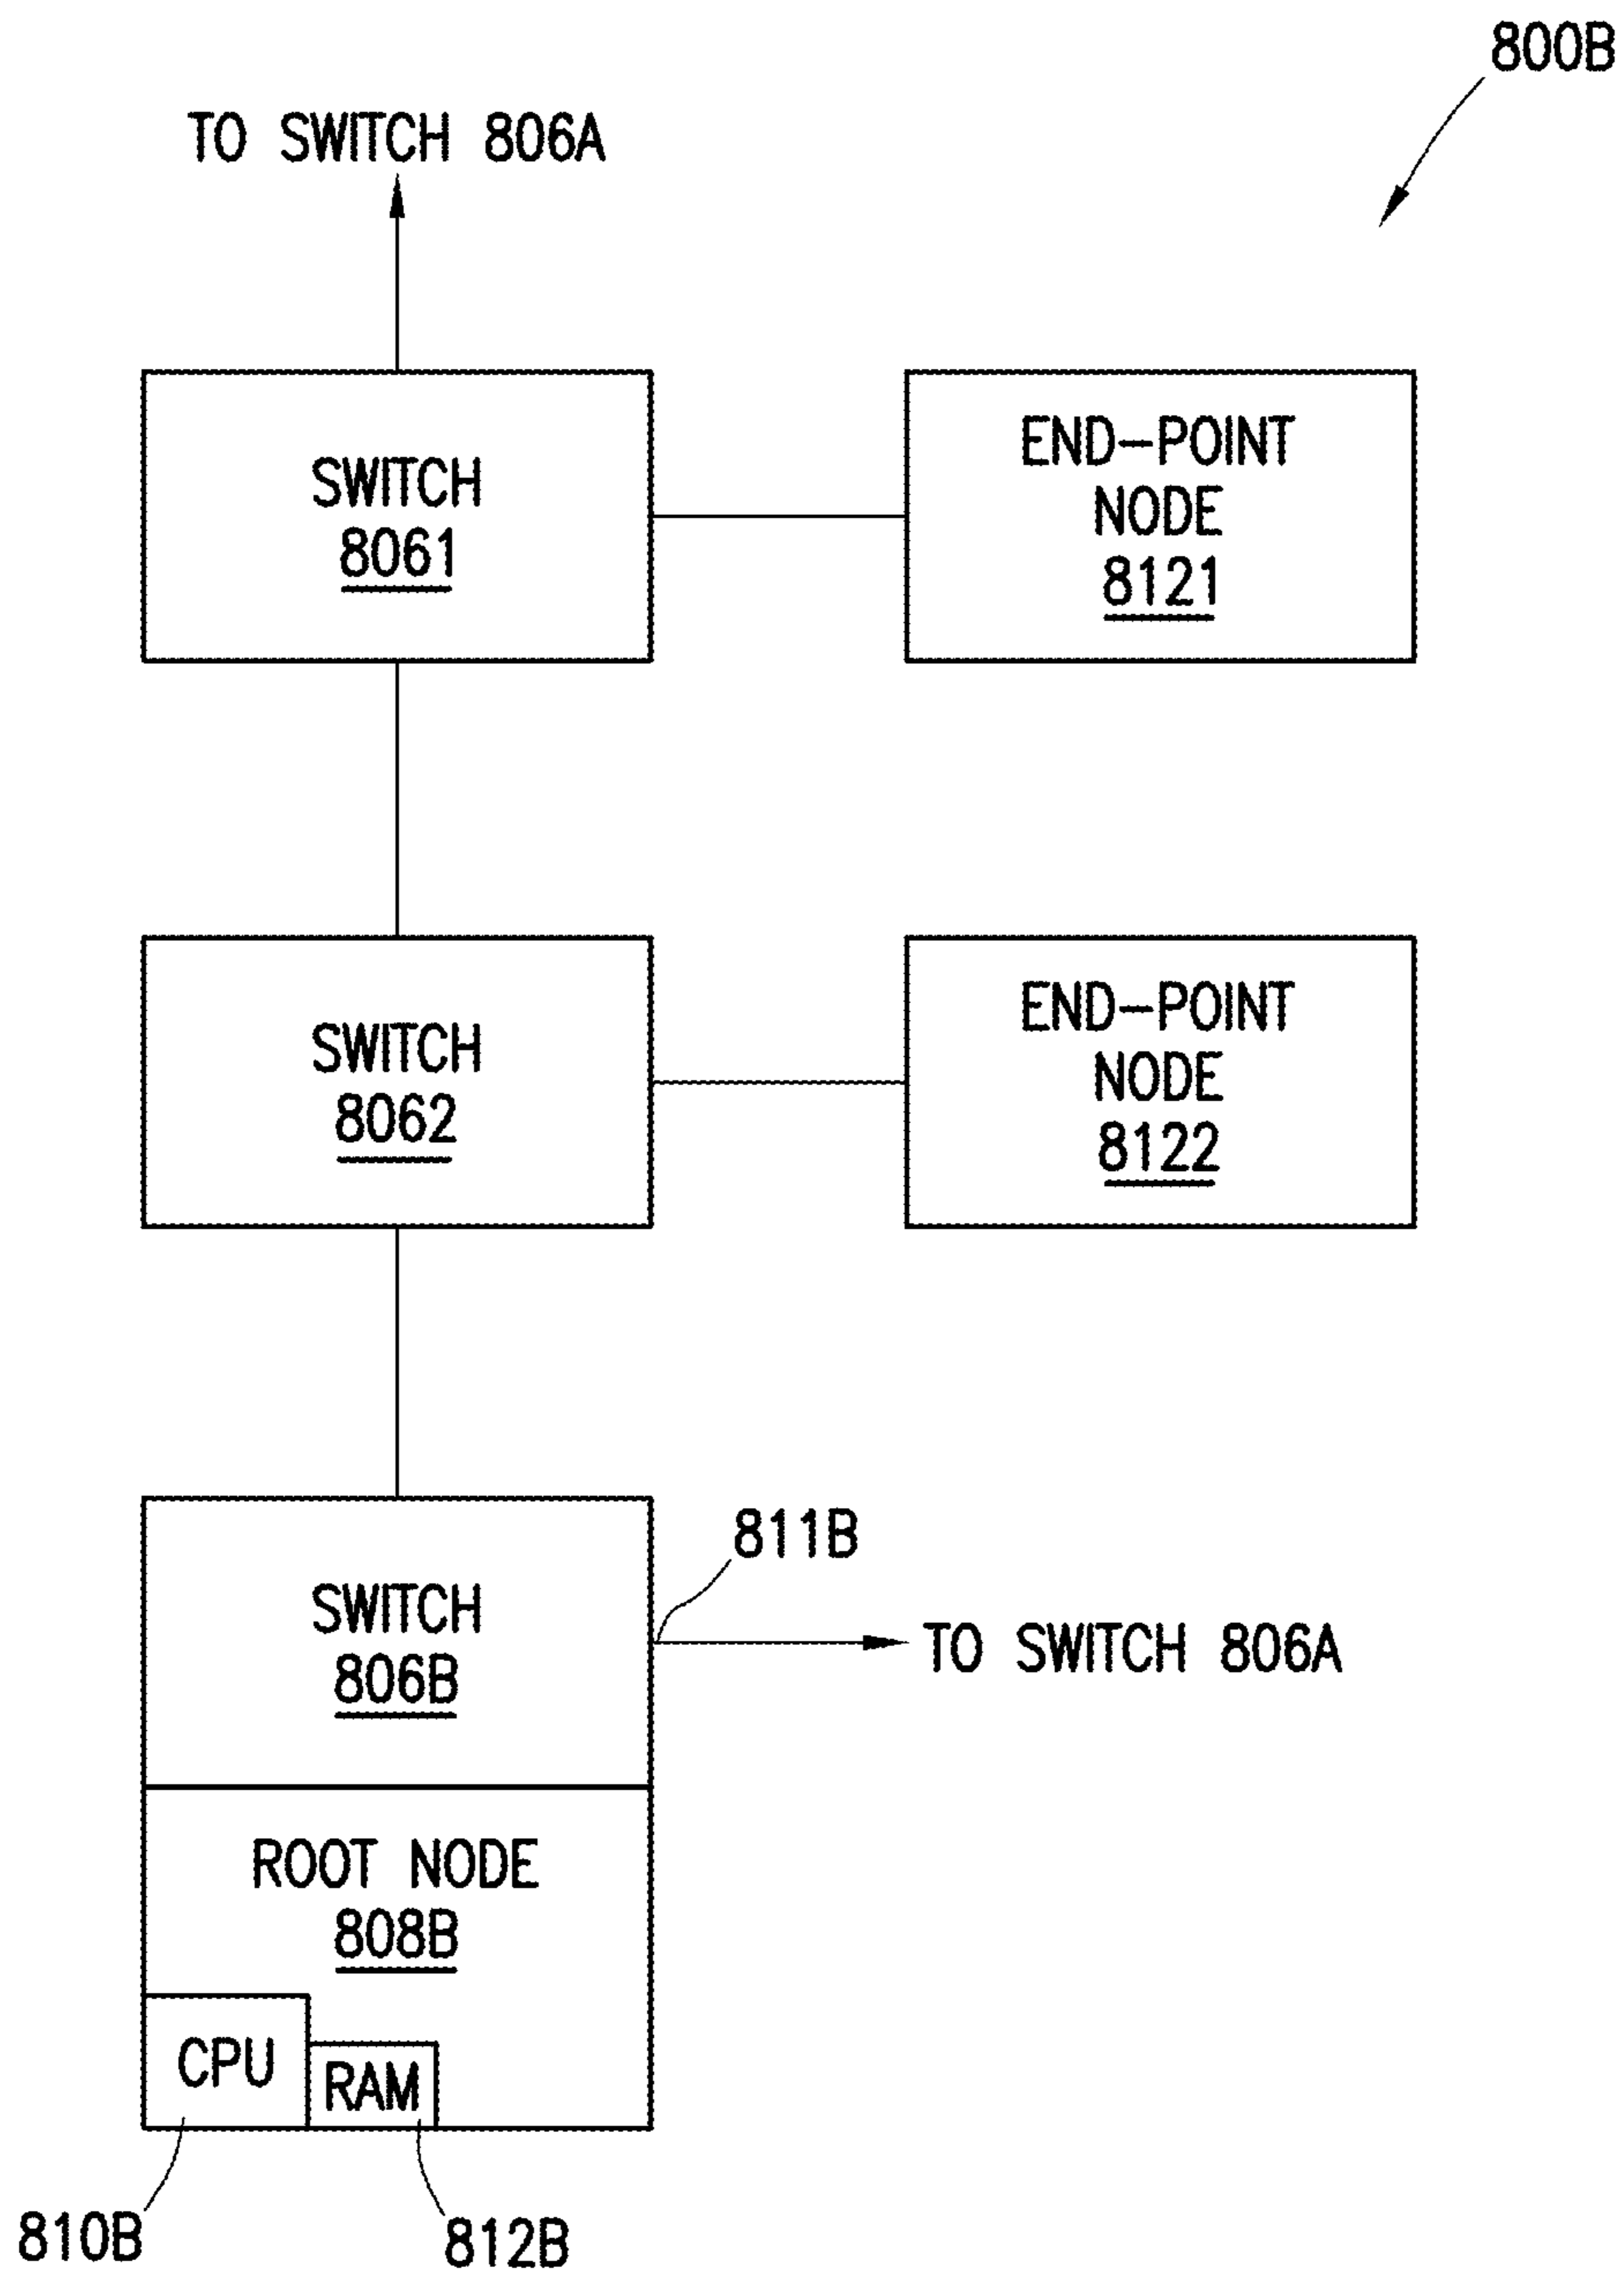 800B
TO SWITCH 806A
SWITCH
8061
END-POINT
NODE
8121
SWITCH
8062
END-POINT
NODE
8122
811B
SWITCH
806B
TO SWITCH 806A
ROOT NODE
808B
CPU
RAM
810B
812B